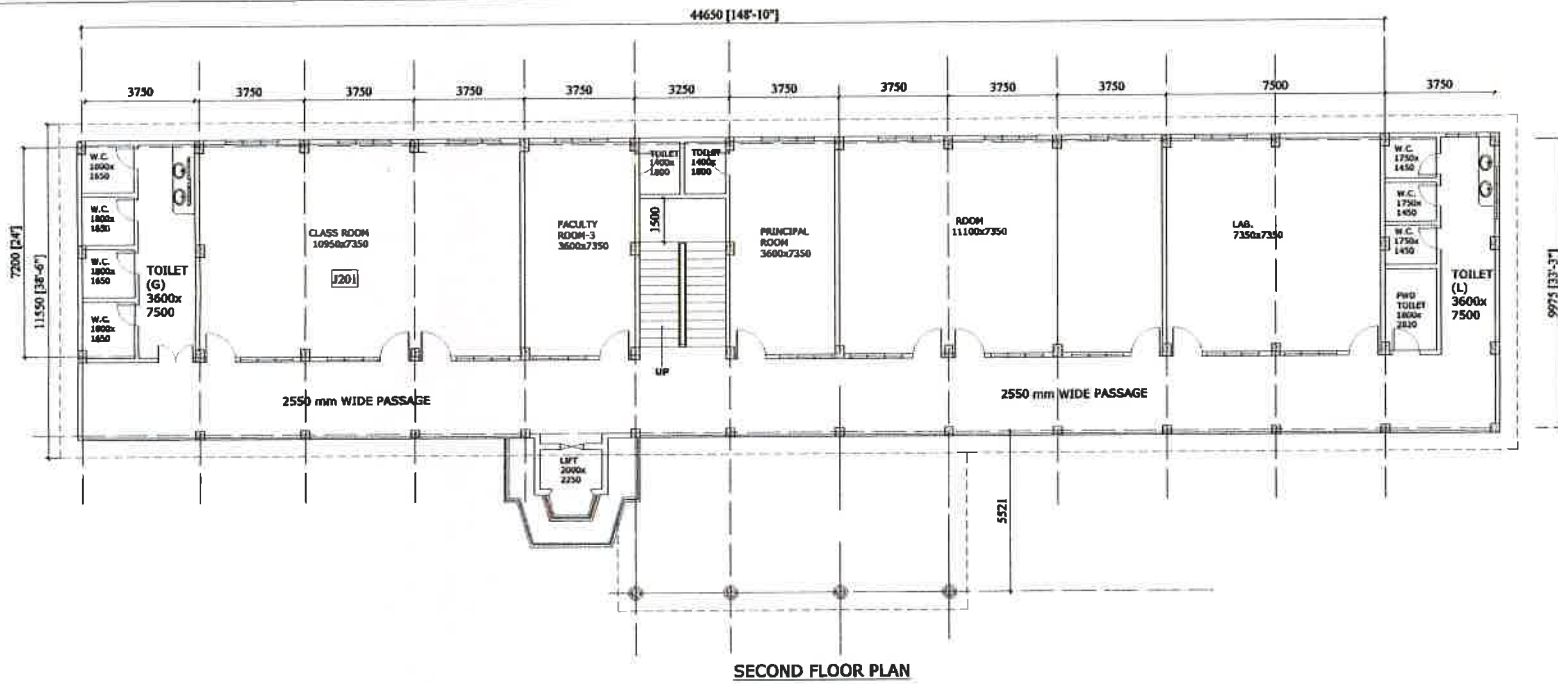 44650 [148'-10"]
3750
3750
3750
3750
3750
3250
3750
3750
3750
3750
7500
3750
7200 [24']
11550 [38'-6"]
9975 [33'-3"]
W.C.
1800x
1650
W.C.
1800x
1650
W.C.
1800x
1650
W.C.
1800x
1650
TOILET
(G)
3600x
7500
CLASS ROOM
10950x7350
J201
FACULTY
ROOM-3
3600x7350
TOILET
1400x
1800
TOILET
1400x
1800
1500
UP
PRINCIPAL
ROOM
3600x7350
ROOM
11100x7350
LAB.
7350x7350
W.C.
1750x
1450
W.C.
1750x
1450
W.C.
1750x
1450
PWD
TOILET
1800x
TOILET
(L)
3600x
7500
2550 mm WIDE PASSAGE
2550 mm WIDE PASSAGE
LIFT
2000x
2250
5521
SECOND FLOOR PLAN